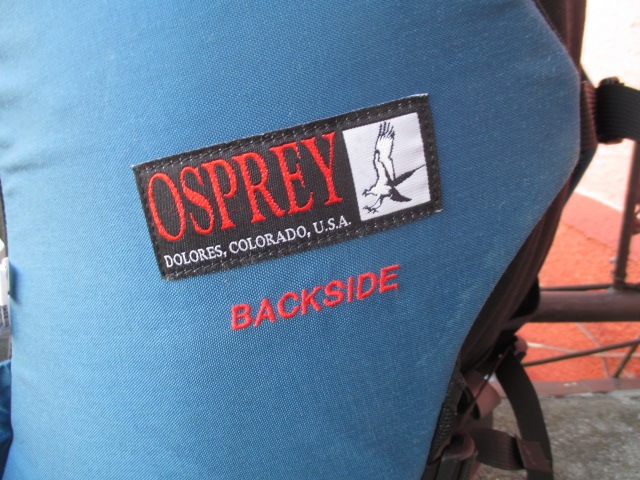 OSPREY
DOLORES, COLORADO, U.S.A.
BACKSIDE